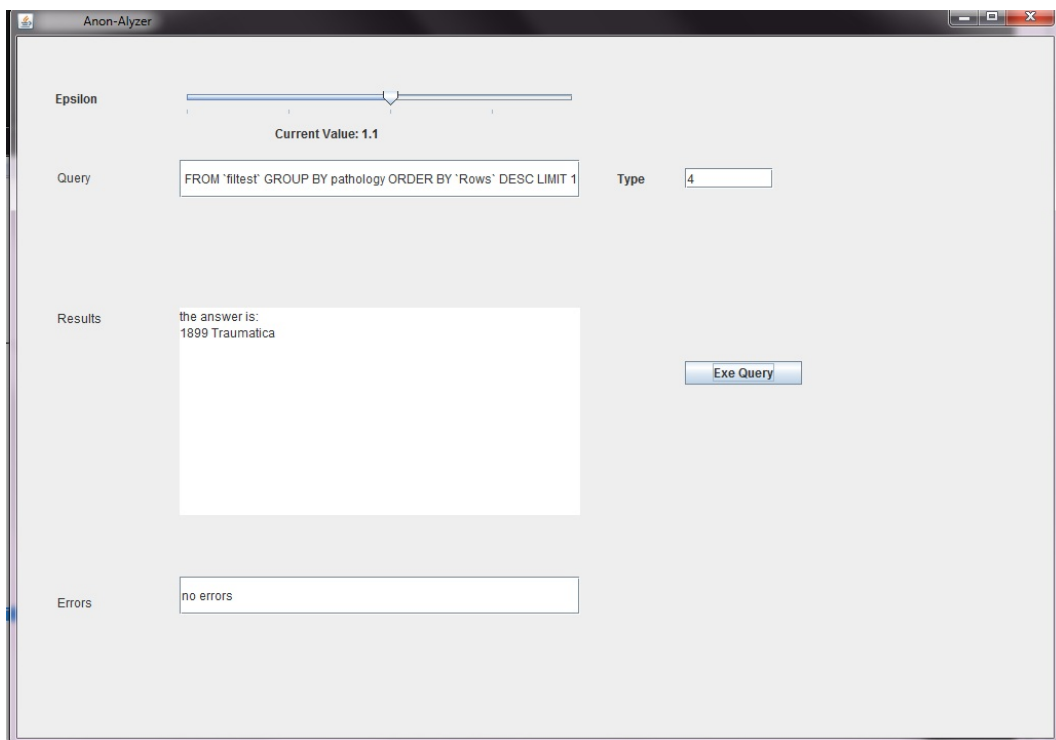 Anon-Alyzer
Epsilon
Current Value: 1.1
Query
FROM `filtest` GROUP BY pathology ORDER BY `Rows` DESC LIMIT 1
Type
4
Results
the answer is:
1899 Traumatica
Exe Query
Errors
no errors